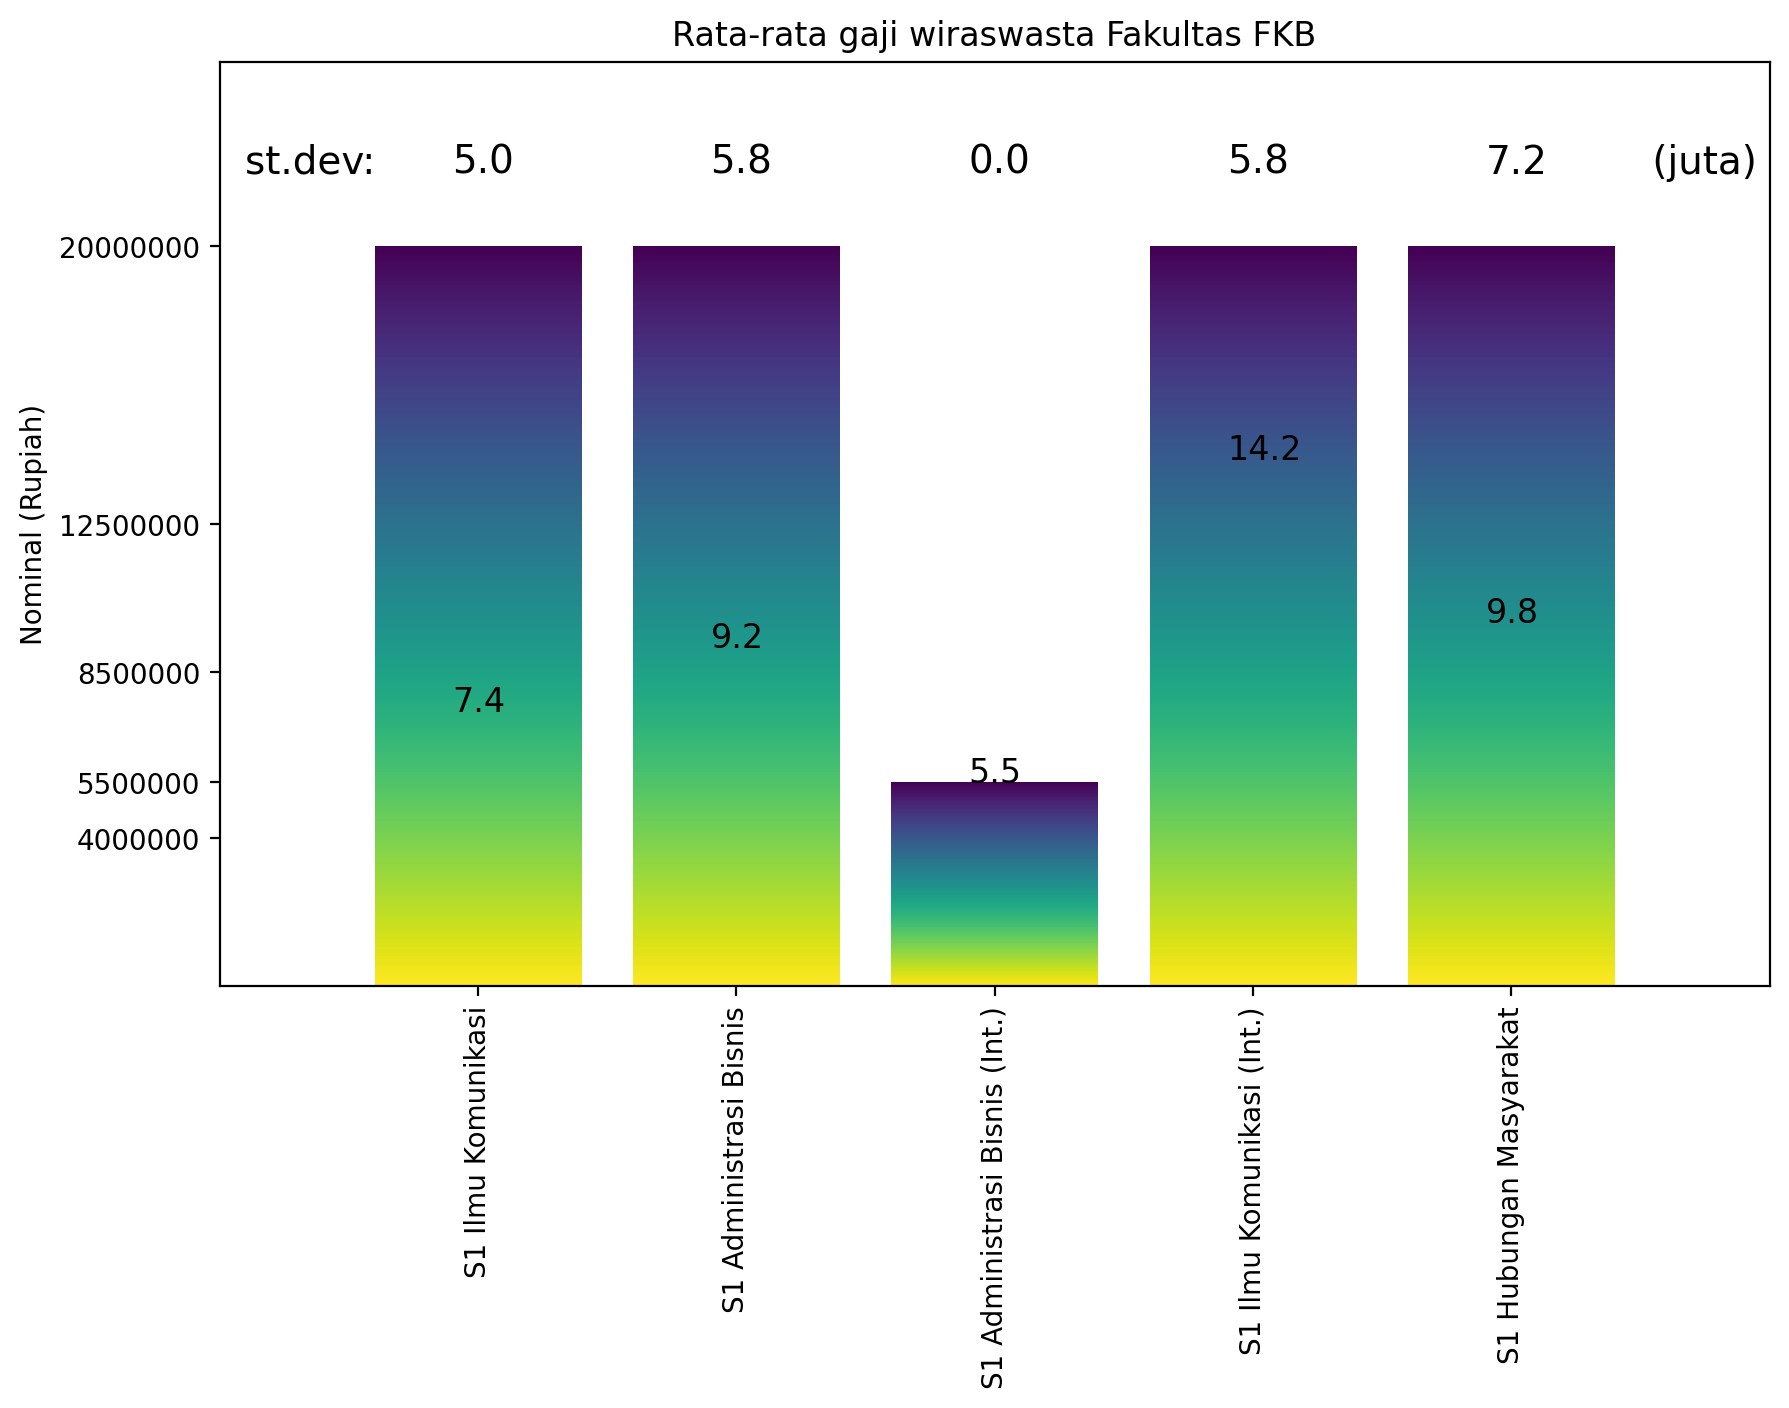 Rata-rata gaji wiraswasta Fakultas FKB
st.dev: 5.0 5.8 0.0 5.8 7.2 (juta)
20000000
12500000
8500000
5500000
4000000
Nominal (Rupiah)
7.4
9.2
5.5
14.2
9.8
S1 Ilmu Komunikasi
S1 Administrasi Bisnis
S1 Administrasi Bisnis (Int.)
S1 Ilmu Komunikasi (Int.)
S1 Hubungan Masyarakat